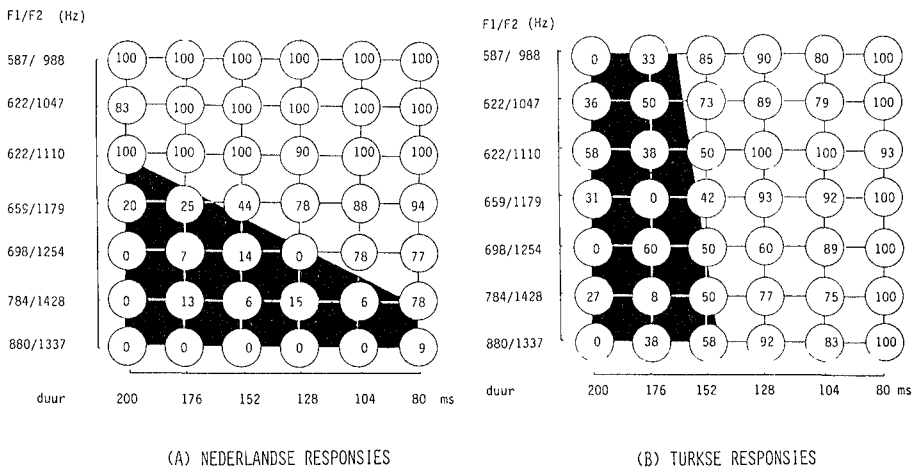 F1/F2 (Hz)
587/ 988 100 100 100 100 100 100
622/1047 83 100 100 100 100 100
622/1110 100 100 100 90 100 100
659/1179 20 25 44 78 88 94
698/1254 0 7 14 0 78 77
784/1428 0 13 6 15 6 78
880/1337 0 0 0 0 0 9
duur 200 176 152 128 104 80 ms
(A) NEDERLANDSE RESPONSIES
F1/F2 (Hz)
587/ 988 0 33 85 90 80 100
622/1047 36 50 73 89 79 100
622/1110 58 38 50 100 100 93
659/1179 31 0 42 93 92 100
698/1254 0 60 50 60 89 100
784/1428 27 8 50 77 75 100
880/1337 0 38 58 92 83 100
duur 200 176 152 128 104 80 ms
(B) TURKSE RESPONSIES